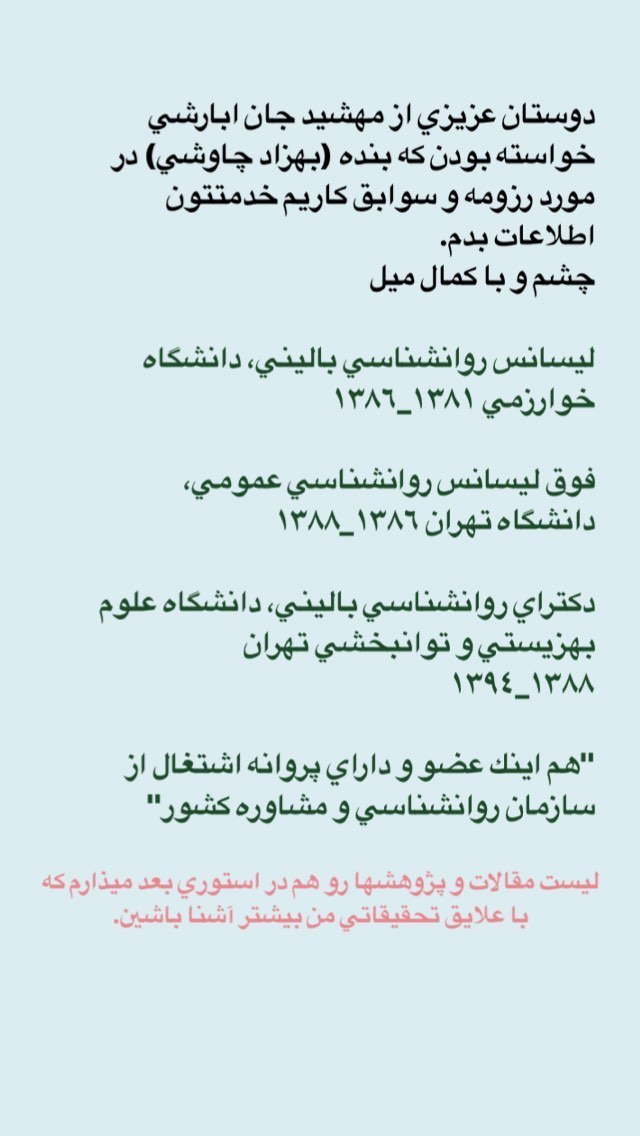 دوستان عزيزي از مهشيد جان ابارشي
خواسته بودن كه بنده (بهزاد چاوشي) در
مورد رزومه و سوابق كاريم خدمتتون
اطلاعات بدم.
چشم و با كمال ميل
ليسانس روانشناسي باليني، دانشگاه
خوارزمي ١٣٨١_١٣٨٦
فوق ليسانس روانشناسي عمومي،
دانشگاه تهران ١٣٨٦_١٣٨٨
دكتراي روانشناسي باليني، دانشگاه علوم
بهزيستي و توانبخشي تهران
١٣٨٨_١٣٩٤
"هم اينك عضو و داراي پروانه اشتغال از
سازمان روانشناسي و مشاوره كشور"
ليست مقالات و پژوهشها رو هم در استوري بعد ميذارم كه
با علايق تحقيقاتي من بيشتر آشنا باشين.